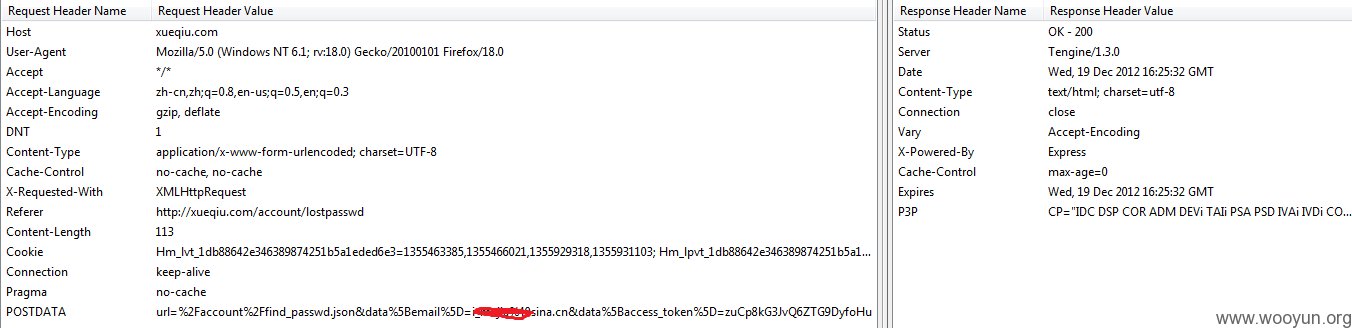 Request Header Name Request Header Value Response Header Name Response Header Value
Host xueqiu.com Status OK - 200
User-Agent Mozilla/5.0 (Windows NT 6.1; rv:18.0) Gecko/20100101 Firefox/18.0 Server Tengine/1.3.0
Accept */* Date Wed, 19 Dec 2012 16:25:32 GMT
Accept-Language zh-cn,zh;q=0.8,en-us;q=0.5,en;q=0.3 Content-Type text/html; charset=utf-8
Accept-Encoding gzip, deflate Connection close
DNT 1 Vary Accept-Encoding
Content-Type application/x-www-form-urlencoded; charset=UTF-8 X-Powered-By Express
Cache-Control no-cache, no-cache Cache-Control max-age=0
X-Requested-With XMLHttpRequest Expires Wed, 19 Dec 2012 16:25:32 GMT
Referer http://xueqiu.com/account/lostpasswd P3P CP="IDC DSP COR ADM DEVi TAIi PSA PSD IVAi IVDi CO...
Content-Length 113
Cookie Hm_lvt_1db88642e346389874251b5a1eded6e3=1355463385,1355466021,1355929318,1355931103; Hm_lpvt_1db88642e346389874251b5a1...
Connection keep-alive
Pragma no-cache
POSTDATA url=%2Faccount%2Ffind_passwd.json&data%5Bemail%5D= sina.cn&data%5Baccess_token%5D=zuCp8kG3JvQ6ZTG9DyfoHu
www.wooyun.org